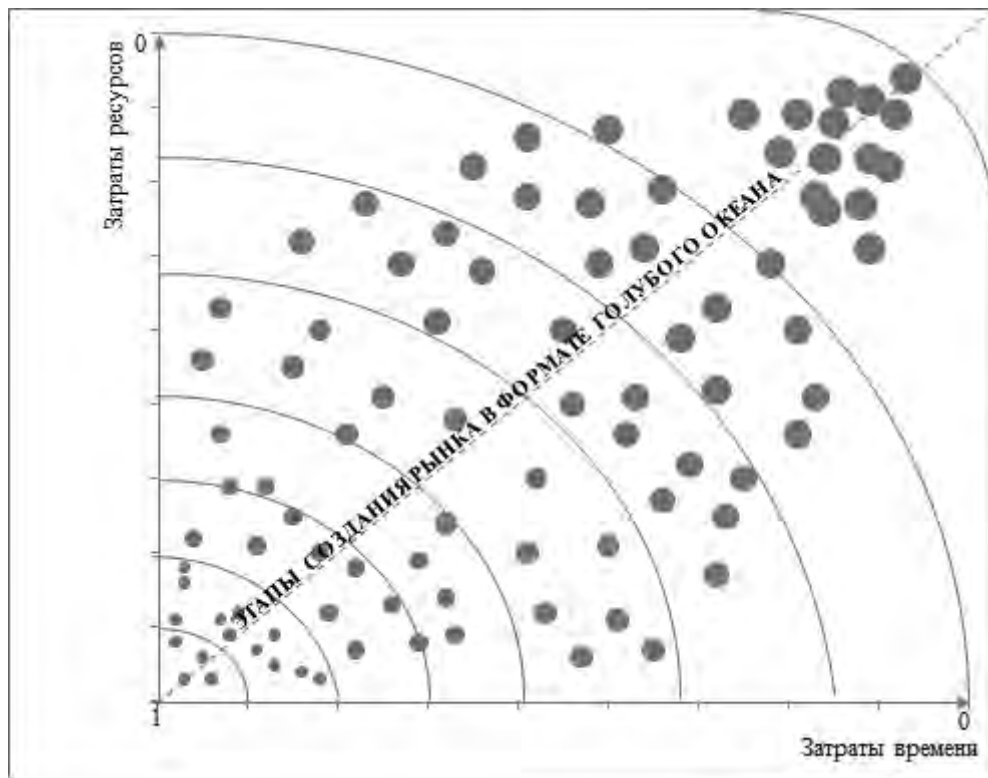 0
Затраты ресурсов
ЭТАПЫ СОЗДАНИЯ РЫНКА В ФОРМАТЕ ГОЛУБОГО ОКЕАНА
1
0
Затраты времени